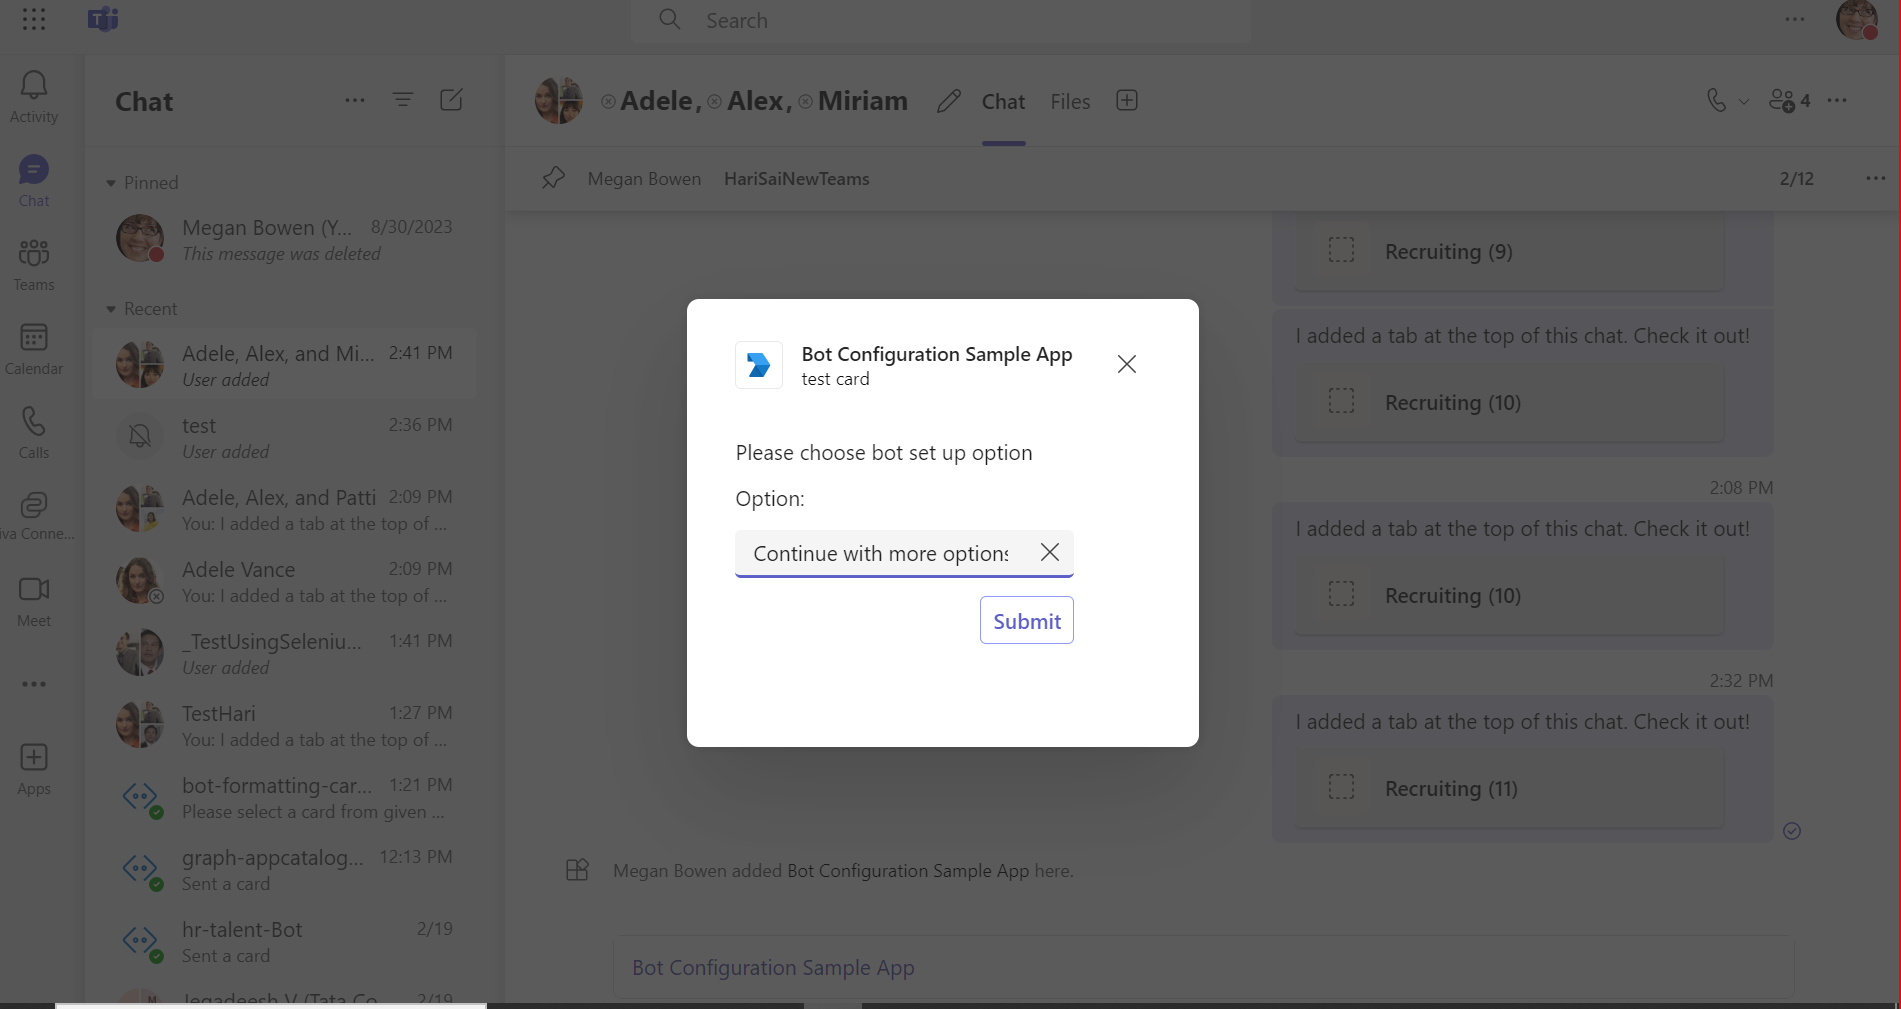 Search
Activity
Chat
Teams
Calendar
Calls
iva Conne...
Meet
Apps
Chat
Pinned
Megan Bowen (Y... 8/30/2023
This message was deleted
Recent
Adele, Alex, and Mi... 2:41 PM
User added
test 2:36 PM
User added
Adele, Alex, and Patti 2:09 PM
You: I added a tab at the top of ...
Adele Vance 2:09 PM
You: I added a tab at the top of ...
_TestUsingSeleniu... 1:41 PM
User added
TestHari 1:27 PM
You: I added a tab at the top of ...
bot-formatting-car... 1:21 PM
Please select a card from given ...
graph-appcatalog... 12:13 PM
Sent a card
hr-talent-Bot 2/19
Sent a card
M
Jegadeesh V (Tata Co 2/19
Adele, Alex, Miriam Chat Files 4
Megan Bowen HariSaiNewTeams 2/12
Recruiting (9)
I added a tab at the top of this chat. Check it out!
Recruiting (10)
2:08 PM
I added a tab at the top of this chat. Check it out!
Recruiting (10)
2:32 PM
I added a tab at the top of this chat. Check it out!
Recruiting (11)
Megan Bowen added Bot Configuration Sample App here.
Bot Configuration Sample App
Bot Configuration Sample App
test card
Please choose bot set up option
Option:
Continue with more options
Submit